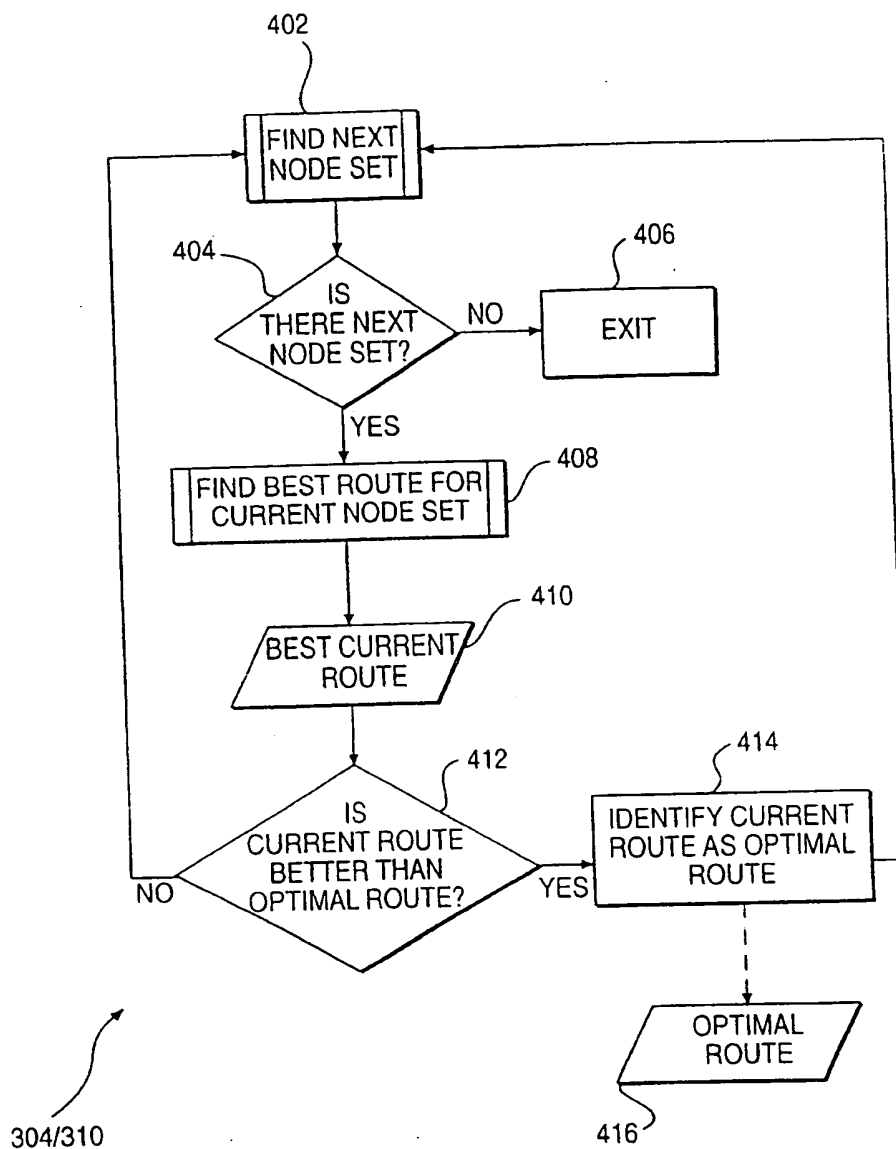 402
FIND NEXT
NODE SET
404
IS
THERE NEXT
NODE SET?
NO
406
EXIT
YES
FIND BEST ROUTE FOR
CURRENT NODE SET
408
BEST CURRENT
ROUTE
410
412
IS
CURRENT ROUTE
BETTER THAN
OPTIMAL ROUTE?
NO
YES
414
IDENTIFY CURRENT
ROUTE AS OPTIMAL
ROUTE
OPTIMAL
ROUTE
416
304/310